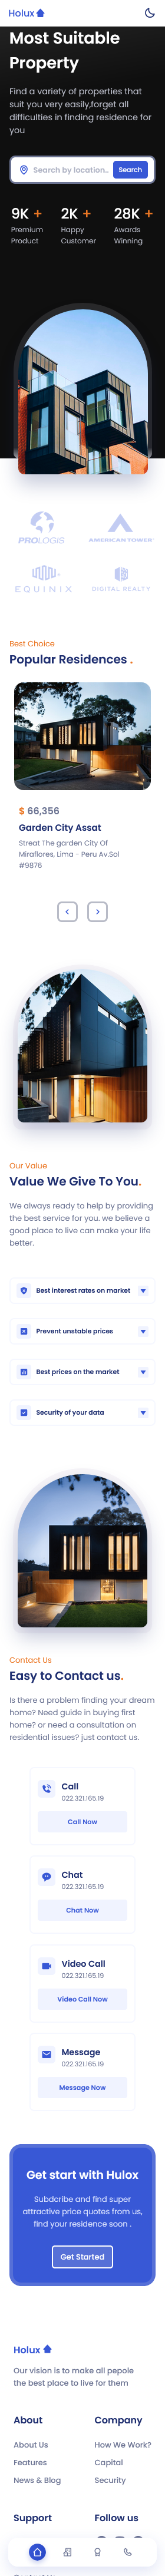 Holux
Most Suitable
Property
Find a variety of properties that
suit you very easily,forget all
difficulties in finding residence for
you
Search by location..
Search
9K +
2K +
28K +
Premium
Product
Happy
Customer
Awards
Winning
PROLOGIS
AMERICAN TOWER
EQUINIX
DIGITAL REALTY
Best Choice
Popular Residences .
$ 66,356
Garden City Assat
Streat The garden City Of
Miraflores, Lima - Peru Av.Sol
#9876
Our Value
Value We Give To You.
We always ready to help by providing
the best service for you. we believe a
good place to live can make your life
better.
Best interest rates on market
Prevent unstable prices
Best prices on the market
Security of your data
Contact Us
Easy to Contact us.
Is there a problem finding your dream
home? Need guide in buying first
home? or need a consultation on
residential issues? just contact us.
Call
022.321.165.19
Call Now
Chat
022.321.165.19
Chat Now
Video Call
022.321.165.19
Video Call Now
Message
022.321.165.19
Message Now
Get start with Hulox
Subdcribe and find super
attractive price quotes from us,
find your residence soon .
Get Started
Holux
Our vision is to make all pepole
the best place to live for them
About
Company
About Us
How We Work?
Features
Capital
News & Blog
Security
Support
Follow us